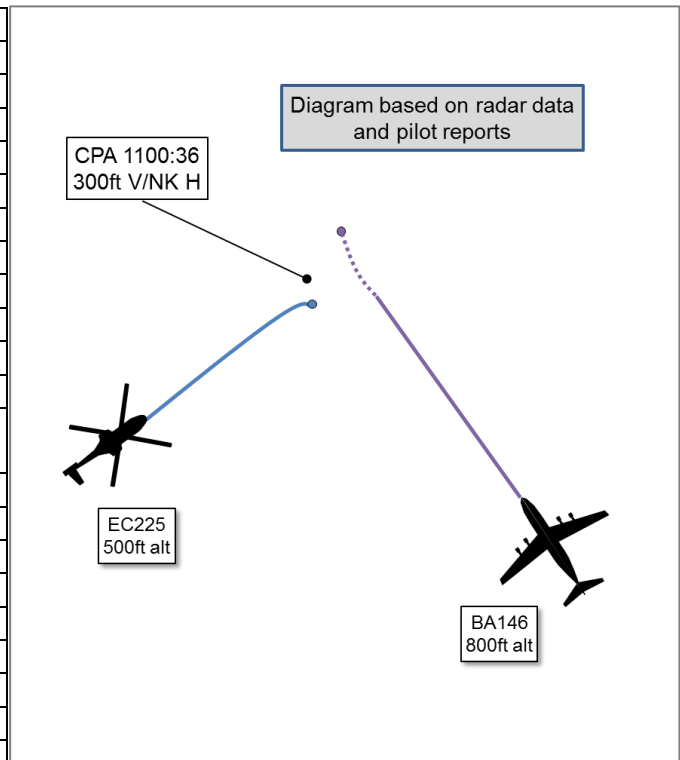 Diagram based on radar data
and pilot reports
CPA 1100:36
300ft V/NK H
EC225
500ft alt
BA146
800ft alt